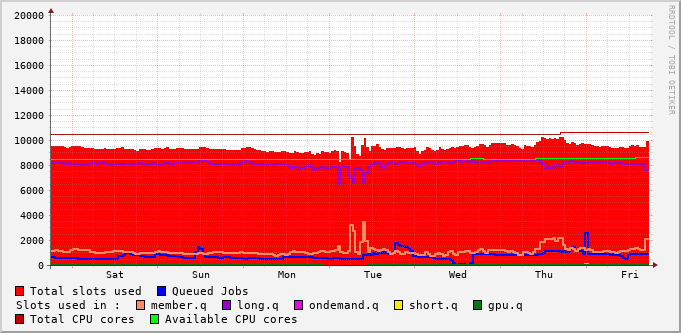 20000
18000
16000
14000
12000
10000
8000
6000
4000
2000
0
Sat Sun Mon Tue Wed Thu Fri
RRDTOOL / TOBI OETIKER
Total slots used Queued Jobs
Slots used in : member.q long.q ondemand.q short.q gpu.q
Total CPU cores Available CPU cores